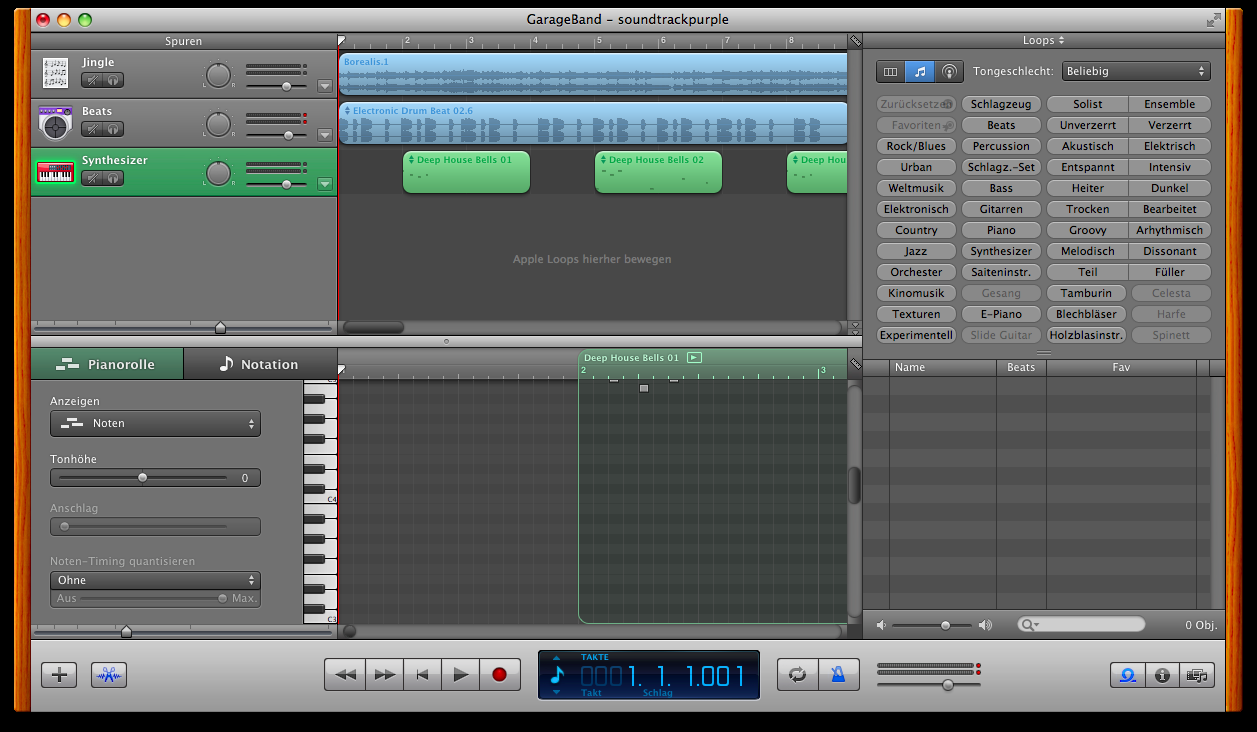 GarageBand – soundtrackpurple
Spuren
2 3 4 5 6 7 8
Loops
Jingle
L R
Borealis.1
Tongeschlecht: Beliebig
Beats
L R
Electronic Drum Beat 02.6
Synthesizer
L R
Deep House Bells 01
Deep House Bells 02
Deep Hou
Apple Loops hierher bewegen
Zurücksetzen Schlagzeug Solist Ensemble
Favoriten Beats Unverzerrt Verzerrt
Rock/Blues Percussion Akustisch Elektrisch
Urban Schlagz.-Set Entspannt Intensiv
Weltmusik Bass Heiter Dunkel
Elektronisch Gitarren Trocken Bearbeitet
Country Piano Groovy Arhythmisch
Jazz Synthesizer Melodisch Dissonant
Orchester Saiteninstr. Teil Füller
Kinomusik Gesang Tamburin Celesta
Texturen E-Piano Blechbläser Harfe
Experimentell Slide Guitar Holzblasinstr. Spinett
Name Beats Fav
0 Obj.
Pianorolle
Notation
Deep House Bells 01
2 3
Anzeigen
Noten
Tonhöhe
0
Anschlag
Noten-Timing quantisieren
Ohne
Aus Max.
C4
C3
TAKTE
0001. 1. 1.001
Takt Schlag